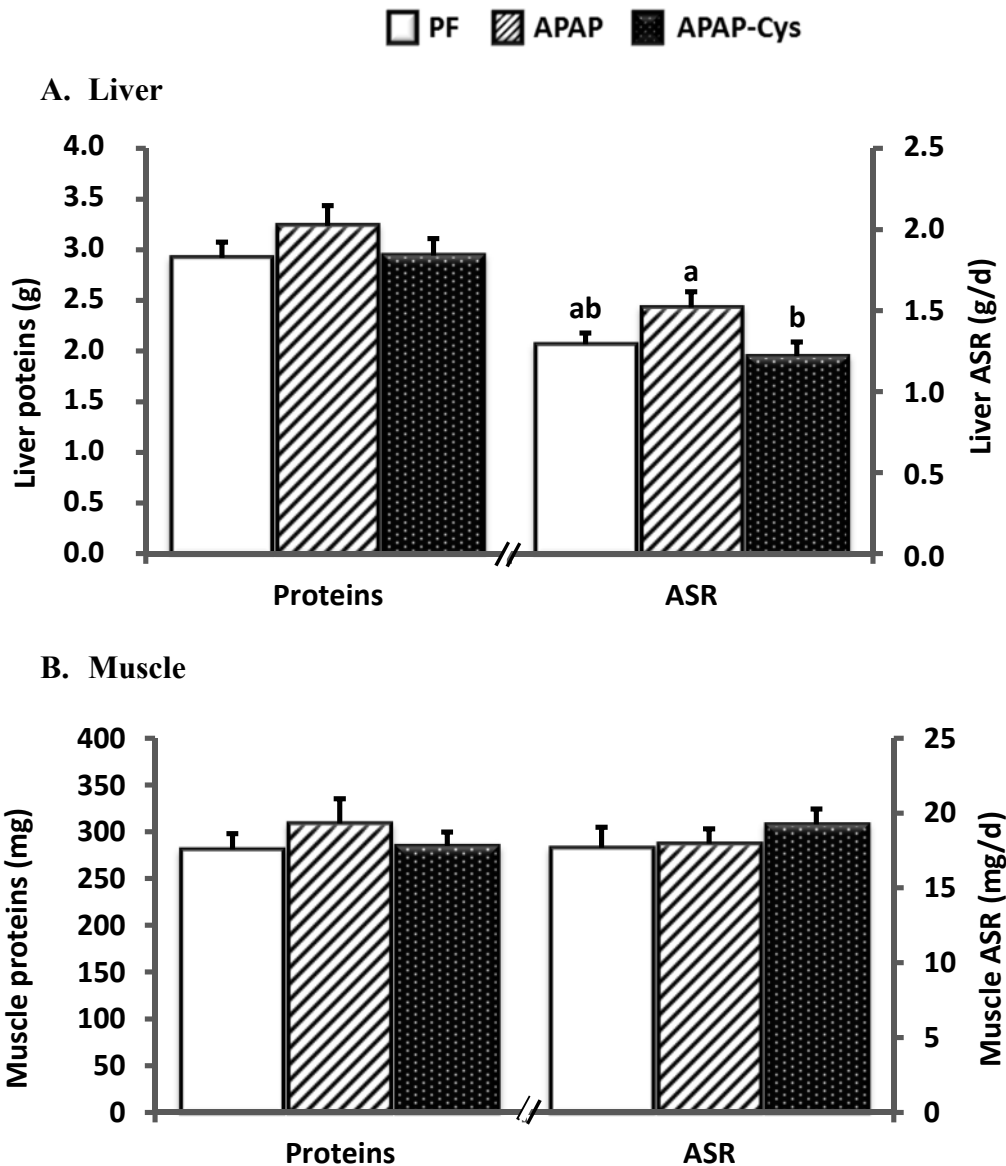 PF APAP APAP-Cys
A. Liver
4.0
3.5
3.0
2.5
2.0
1.5
1.0
0.5
0.0
Liver poteins (g)
ab
a
b
2.5
2.0
1.5
1.0
0.5
0.0
Liver ASR (g/d)
Proteins ASR
B. Muscle
400
350
300
250
200
150
100
50
0
Muscle proteins (mg)
25
20
15
10
5
0
Muscle ASR (mg/d)
Proteins ASR